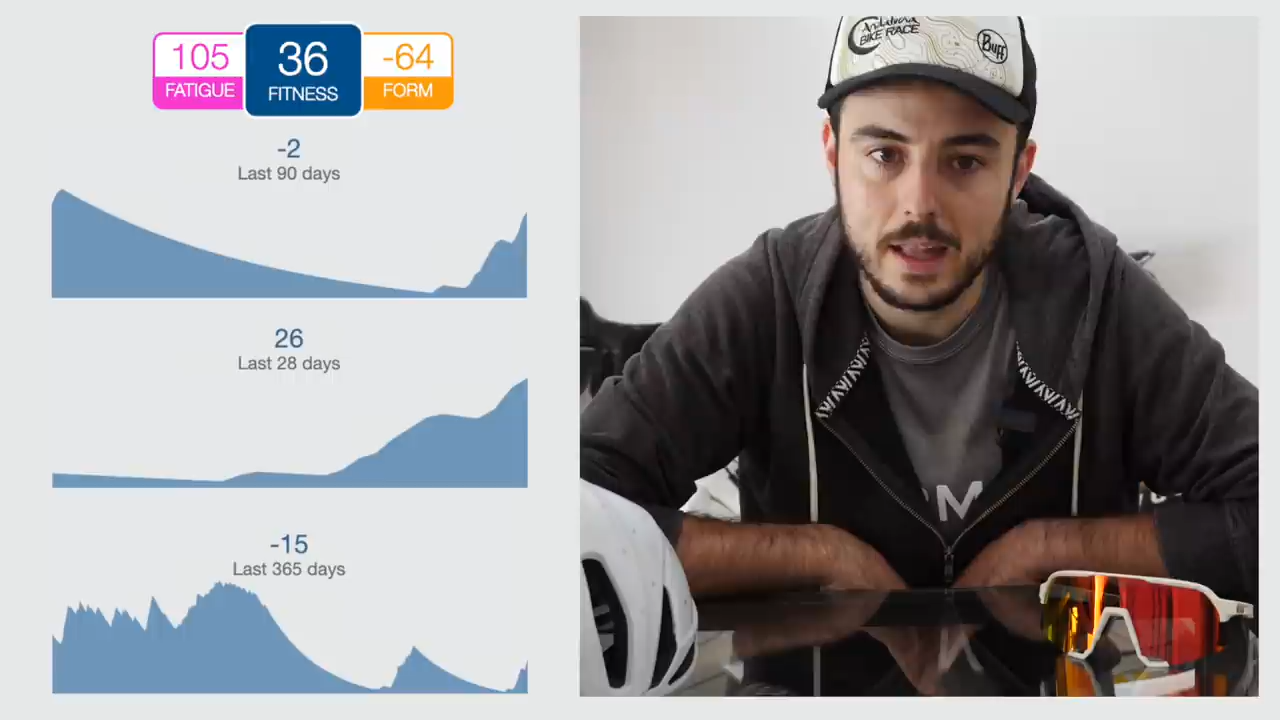 105
FATIGUE
36
FITNESS
-64
FORM
-2
Last 90 days
26
Last 28 days
-15
Last 365 days
Andalucía
BIKE RACE
Buff